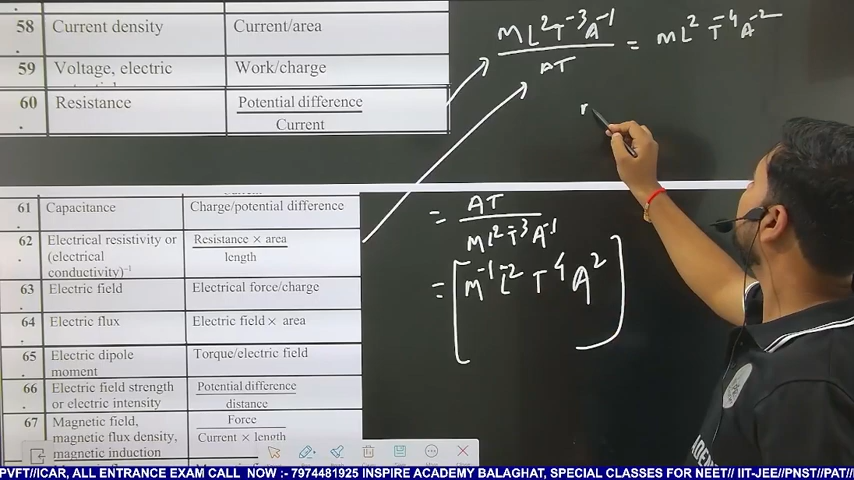 58 . Current density Current/area
59 Voltage, electric Work/charge
60 . Resistance Potential difference
Current
61 Capacitance Charge/potential difference
62 . Electrical resistivity or (electrical conductivity)⁻¹ Resistance × area
length
63 . Electric field Electrical force/charge
64 . Electric flux Electric field × area
65 . Electric dipole moment Torque/electric field
66 . Electric field strength or electric intensity Potential difference
distance
67 Magnetic field, magnetic flux density, magnetic induction Force
Current × length
ML²T⁻³A⁻¹
AT
= ML² T⁻⁴A⁻²
= AT
ML²T⁻³A⁻¹
= [M⁻¹L⁻² T⁴A²]
PVFT//ICAR, ALL ENTRANCE EXAM CALL NOW :- 7974481925 INSPIRE ACADEMY BALAGHAT, SPECIAL CLASSES FOR NEET// IIT-JEE//PNST//PAT//